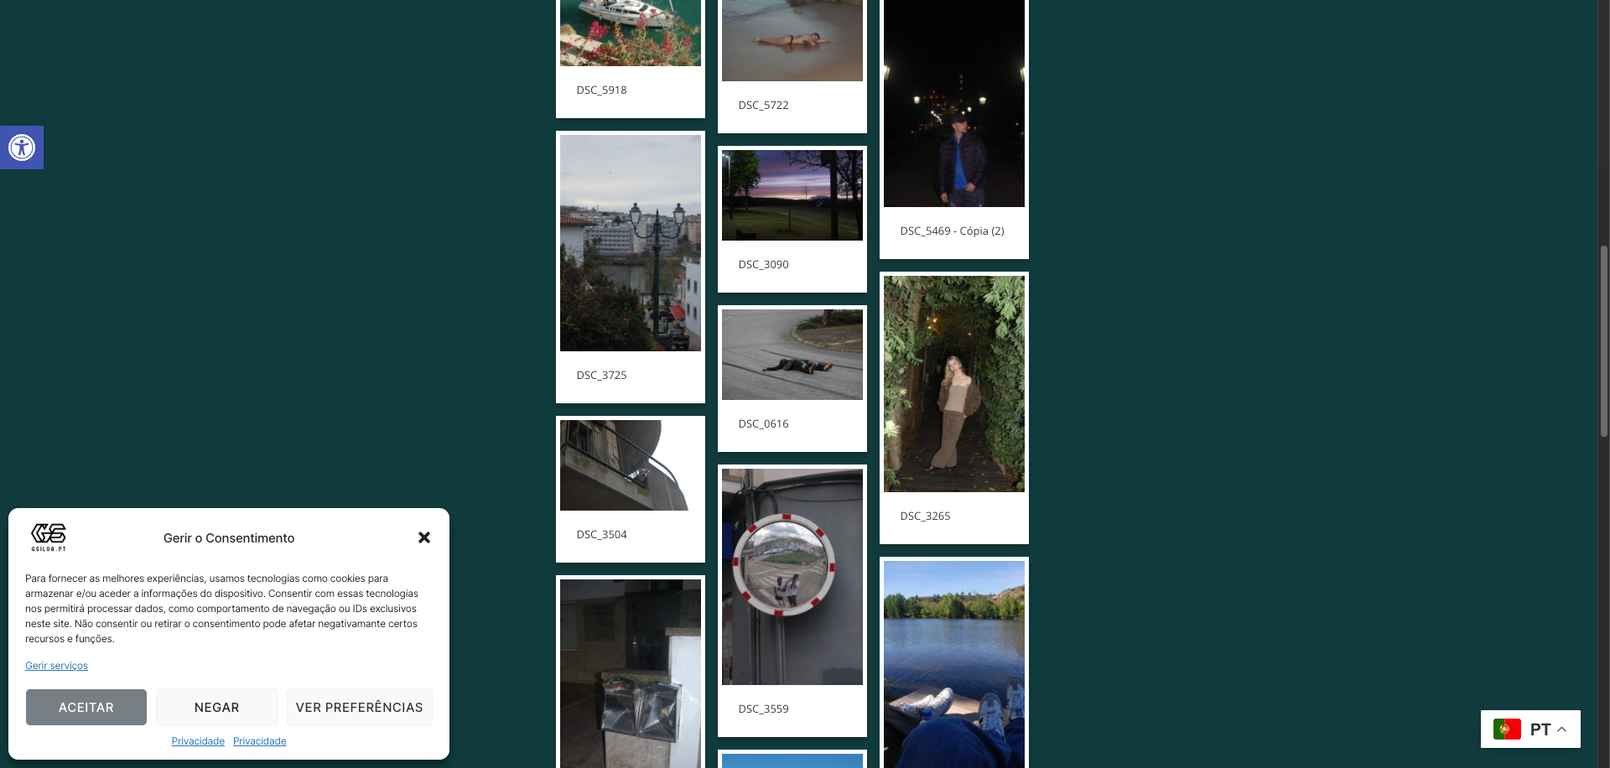 DSC_5918
DSC_5722
DSC_5469 - Cópia (2)
DSC_3725
DSC_3090
DSC_0616
DSC_3265
DSC_3504
DSC_3559
GSILVA.PT
Gerir o Consentimento
Para fornecer as melhores experiências, usamos tecnologias como cookies para
armazenar e/ou aceder a informações do dispositivo. Consentir com essas tecnologias
nos permitirá processar dados, como comportamento de navegação ou IDs exclusivos
neste site. Não consentir ou retirar o consentimento pode afetar negativamante certos
recursos e funções.
Gerir serviços
ACEITAR
NEGAR
VER PREFERÊNCIAS
Privacidade Privacidade
PT